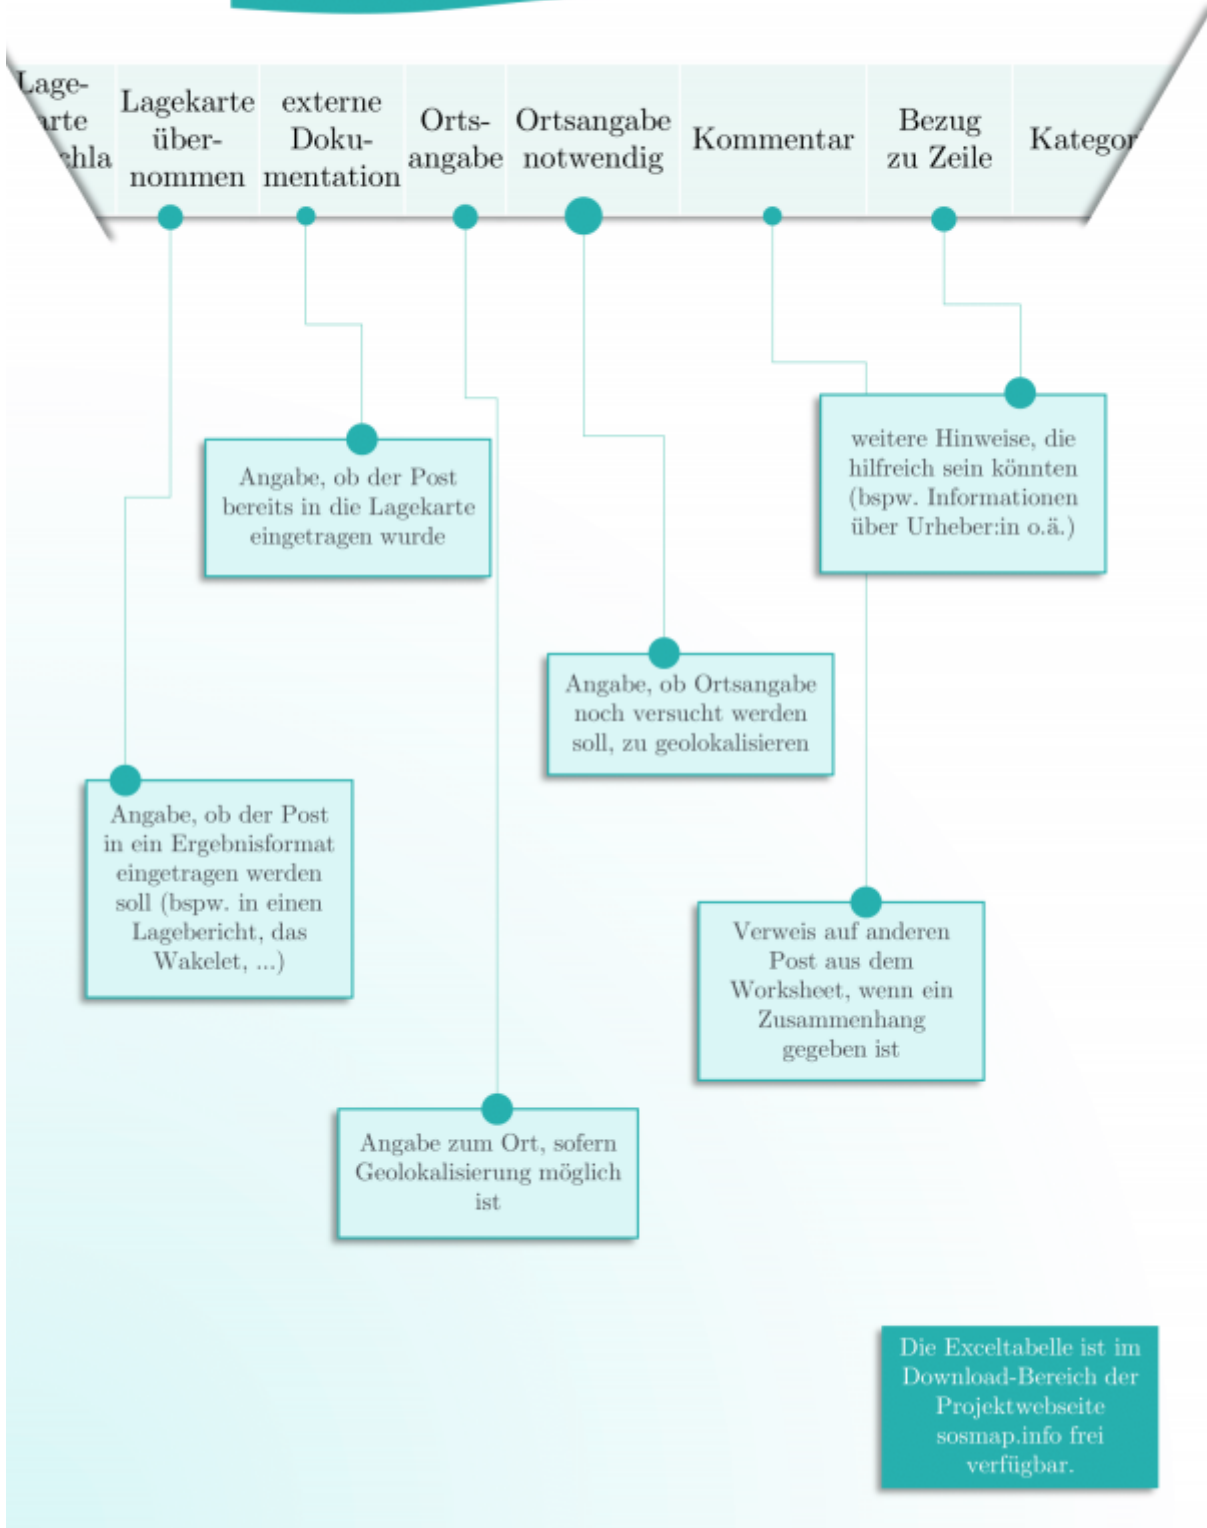 Lage-
arte
chla
Lagekarte
über-
nommen
externe
Doku-
mentation
Orts-
angabe
Ortsangabe
notwendig
Kommentar
Bezug
zu Zeile
Kategor
Angabe, ob der Post
bereits in die Lagekarte
eingetragen wurde
weitere Hinweise, die
hilfreich sein könnten
(bspw. Informationen
über Urheber:in o.ä.)
Angabe, ob Ortsangabe
noch versucht werden
soll, zu geolokalisieren
Angabe, ob der Post
in ein Ergebnisformat
eingetragen werden
soll (bspw. in einen
Lagebericht, das
Wakelet, ...)
Verweis auf anderen
Post aus dem
Worksheet, wenn ein
Zusammenhang
gegeben ist
Angabe zum Ort, sofern
Geolokalisierung möglich
ist
Die Exceltabelle ist im
Download-Bereich der
Projektwebseite
sosmap.info frei
verfügbar.